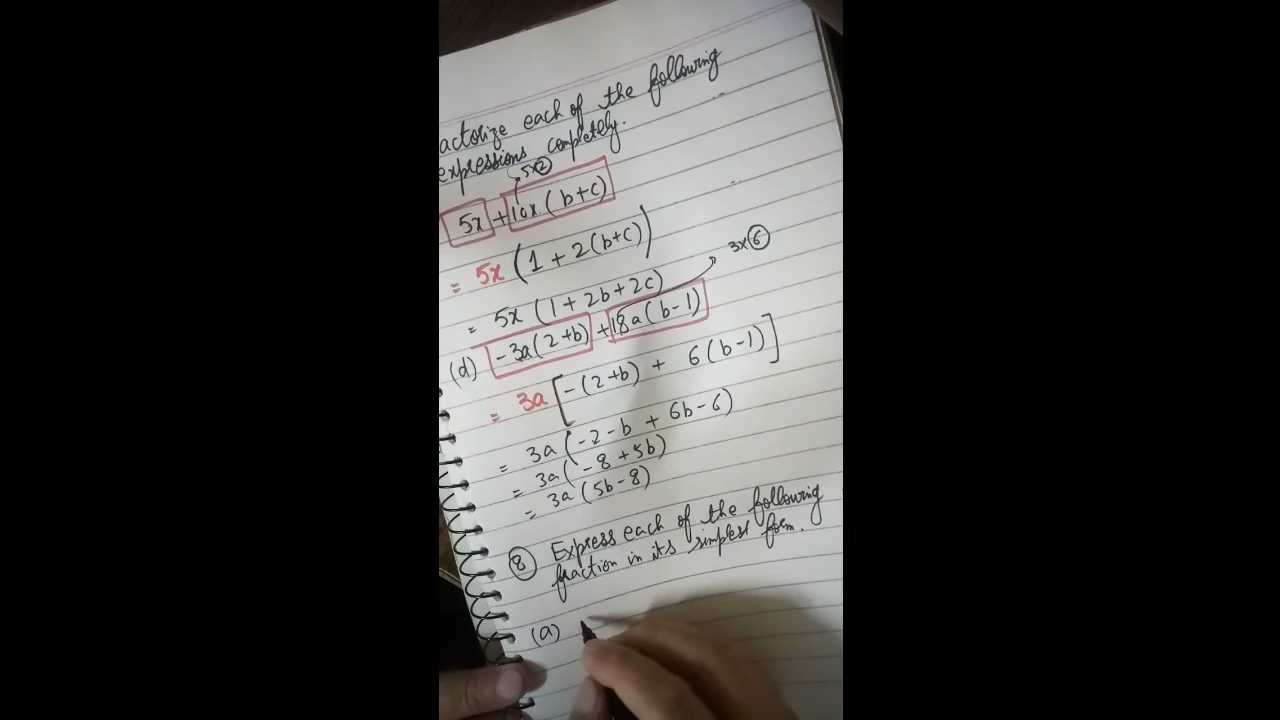 actorize each of the following
expressions completely.
5x2
5x + 10x (b+c)
= 5x (1 + 2(b+c))
3x6
= 5x (1 + 2b + 2c)
(d) -3a(2+b) + 18a(b-1)
= 3a [-(2+b) + 6(b-1)]
= 3a (-2-b + 6b-6)
= 3a (-8 + 5b)
= 3a (5b-8)
8 Express each of the following
fraction in its simplest form.
(a)